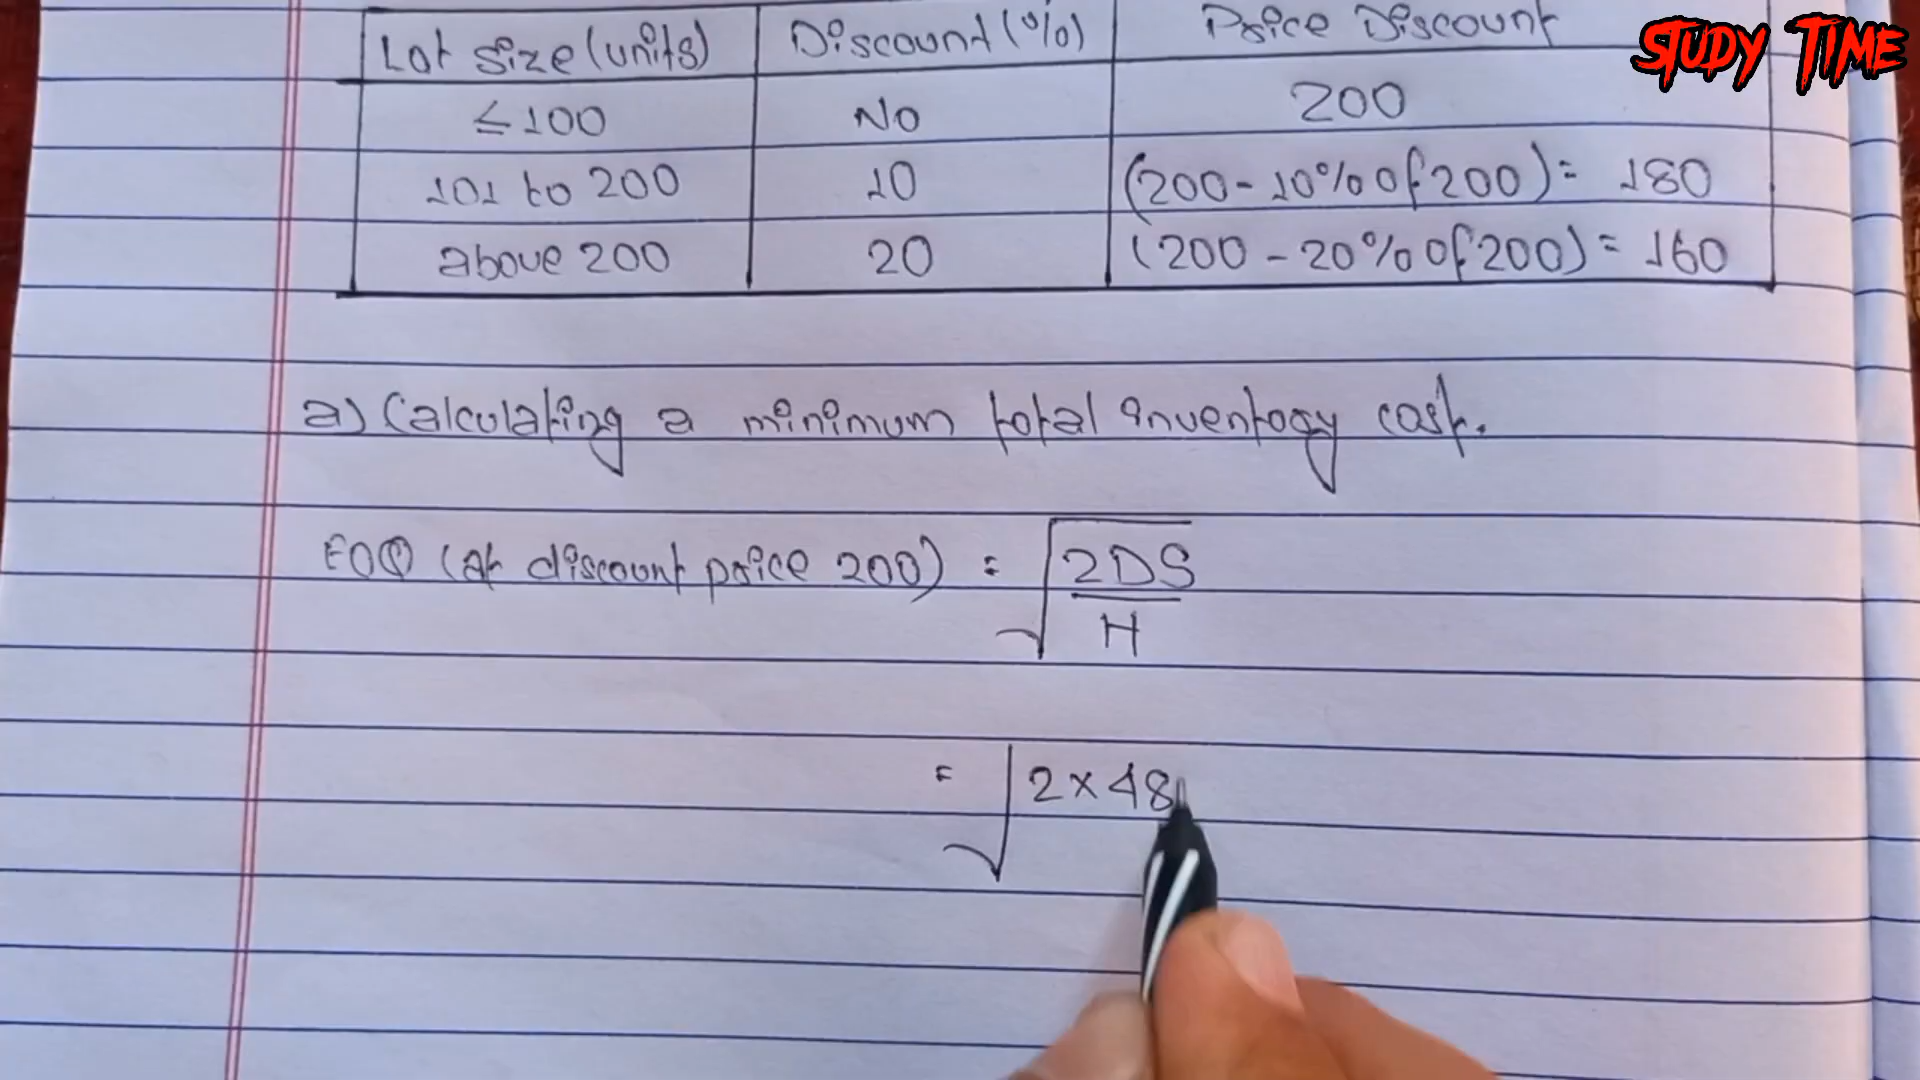 STUDY TIME
Lot size (units) Discount (%) Price Discount
≤100 No 200
101 to 200 10 (200-10% of 200) = 180
above 200 20 (200-20% of 200) = 160
a) Calculating a minimum total inventory cost.
EOQ (At discount price 200) = √2DS
H
= √2×48